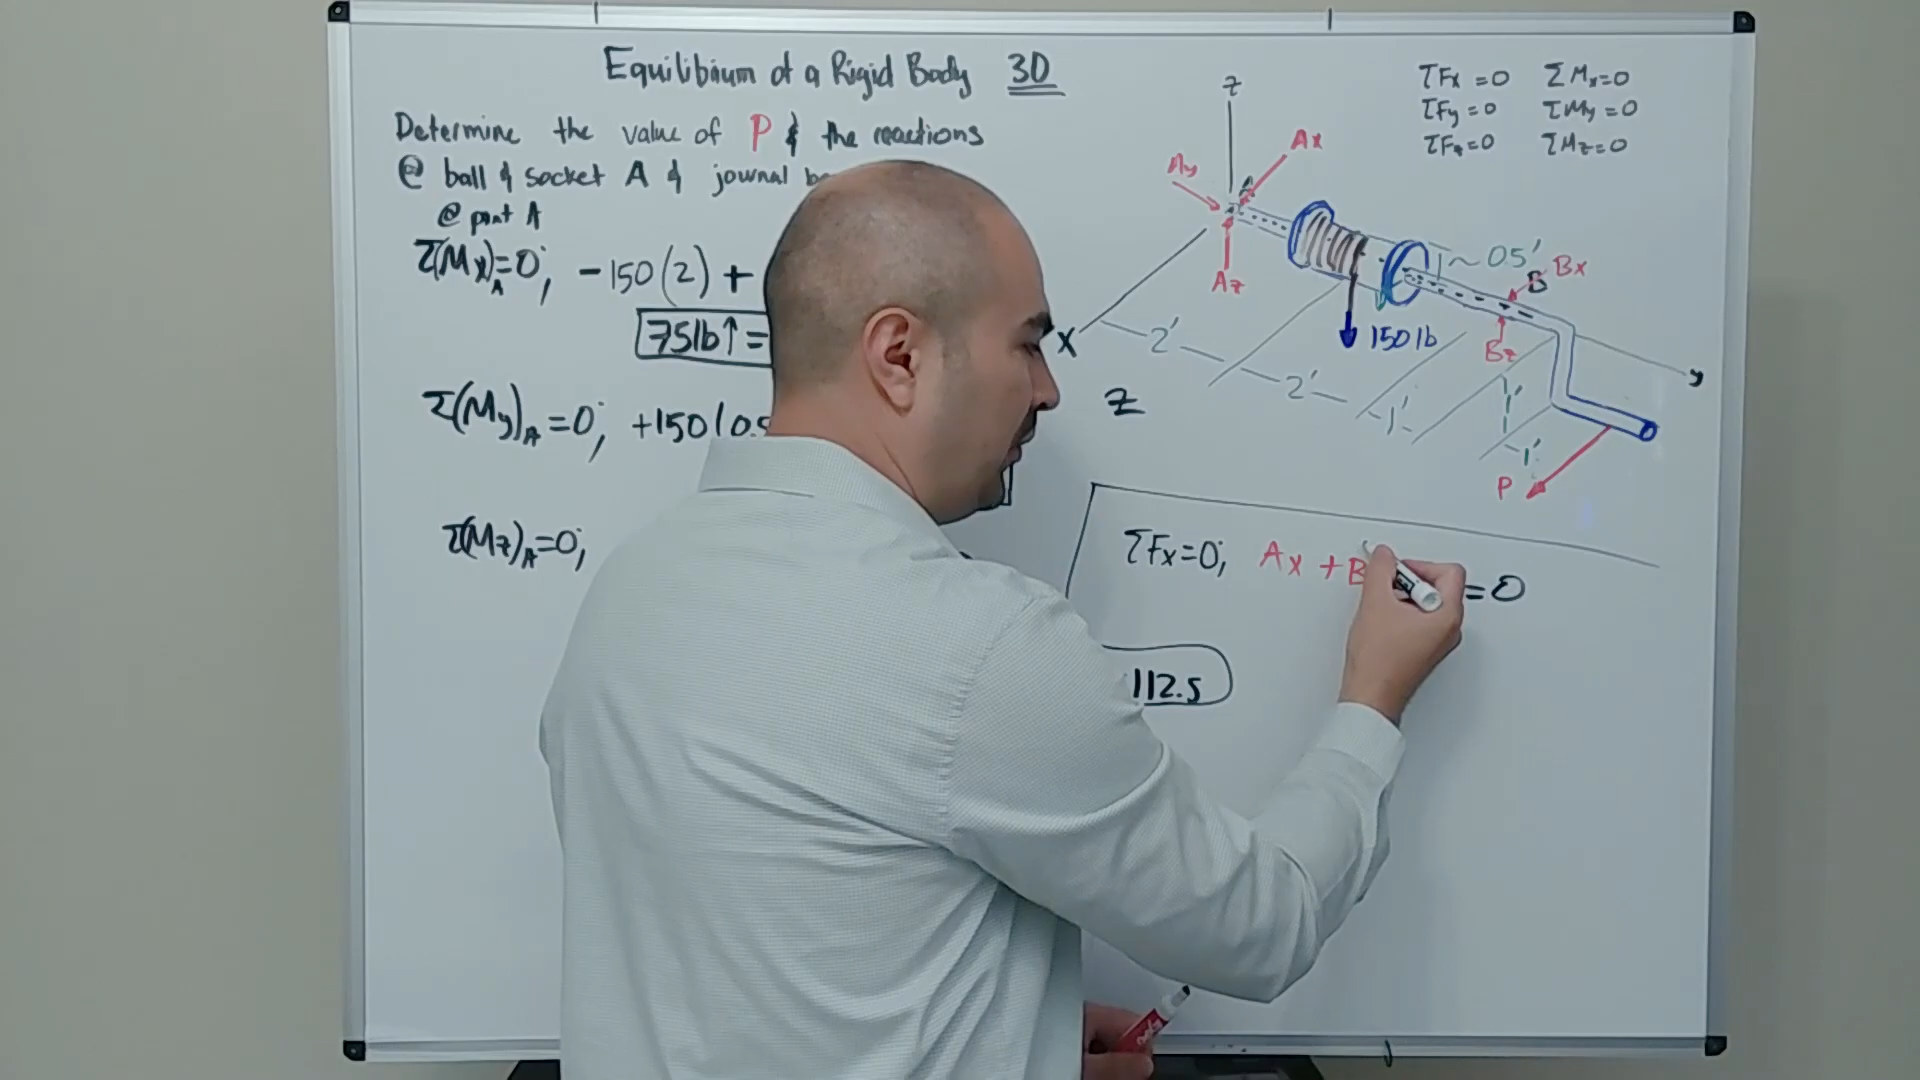 Equilibium of a Rigid Body 3D
Determine the value of P & the reactions
@ ball & socket A & journal
@ point A
Σ(Mx)A=0; -150(2) +
75lb↑ =
Σ(My)A=0; +150(0.5
Σ(Mz)A=0;
ΣFx=0 ΣMx=0
ΣFy=0 ΣMy=0
ΣFz=0 ΣMz=0
z
Ax
Ay
A
Az
~0.5'
B
Bx
Bz
150 lb
x
y
2'
2'
1'
1'
1'
P
Z
ΣFx=0; Ax + B =0
112.5